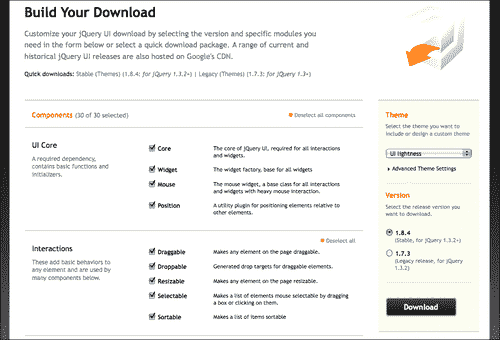 Build Your Download
Customize your jQuery UI download by selecting the version and specific modules you
need in the form below or select a quick download package. A range of current and
historical jQuery UI releases are also hosted on Google's CDN.
Quick downloads: Stable (Themes) (1.8.4; for jQuery 1.3.2+) | Legacy (Themes) (1.7.3; for jQuery 1.3+)
Components (30 of 30 selected)
Deselect all components
UI Core
A required dependency,
contains basic functions and
initializers.
Core
The core of jQuery UI, required for all interactions
and widgets.
Widget
The widget factory, base for all widgets
Mouse
The mouse widget, a base class for all interactions
and widgets with heavy mouse interaction.
Position
A utility plugin for positioning elements relative to
other elements.
Deselect all
Interactions
These add basic behaviors to
any element and are used by
many components below.
Draggable
Makes any element on the page draggable.
Droppable
Generated drop targets for draggable elements.
Resizable
Makes any element on the page resizable.
Selectable
Makes a list of elements mouse selectable by dragging
a box or clicking on them.
Sortable
Makes a list of items sortable
Theme
Select the theme you want to
include or design a custom theme
UI lightness
Advanced Theme Settings
Version
Select the release version you
want to download.
1.8.4
(Stable, for jQuery 1.3.2+)
1.7.3
(Legacy release, for jQuery
1.3.2)
Download